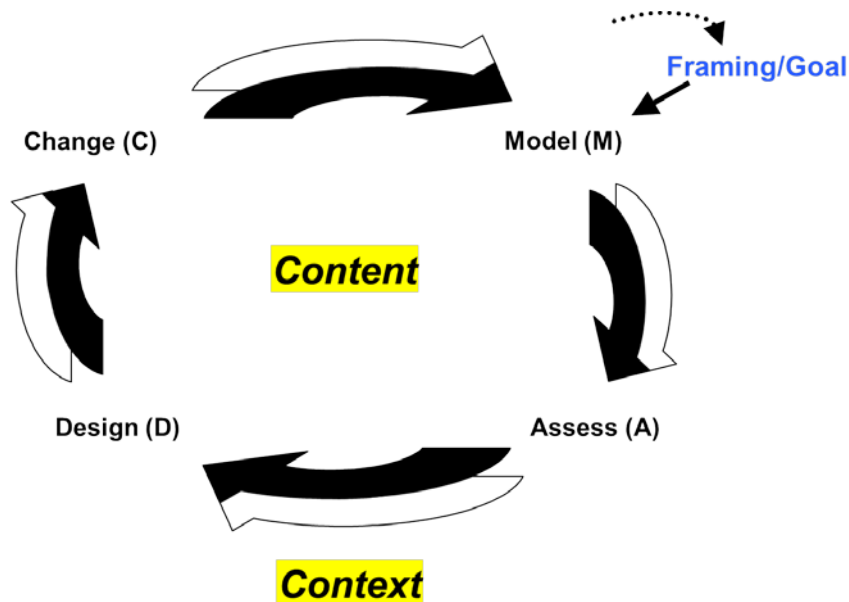 Framing/Goal
Change (C)
Model (M)
Content
Design (D)
Assess (A)
Context